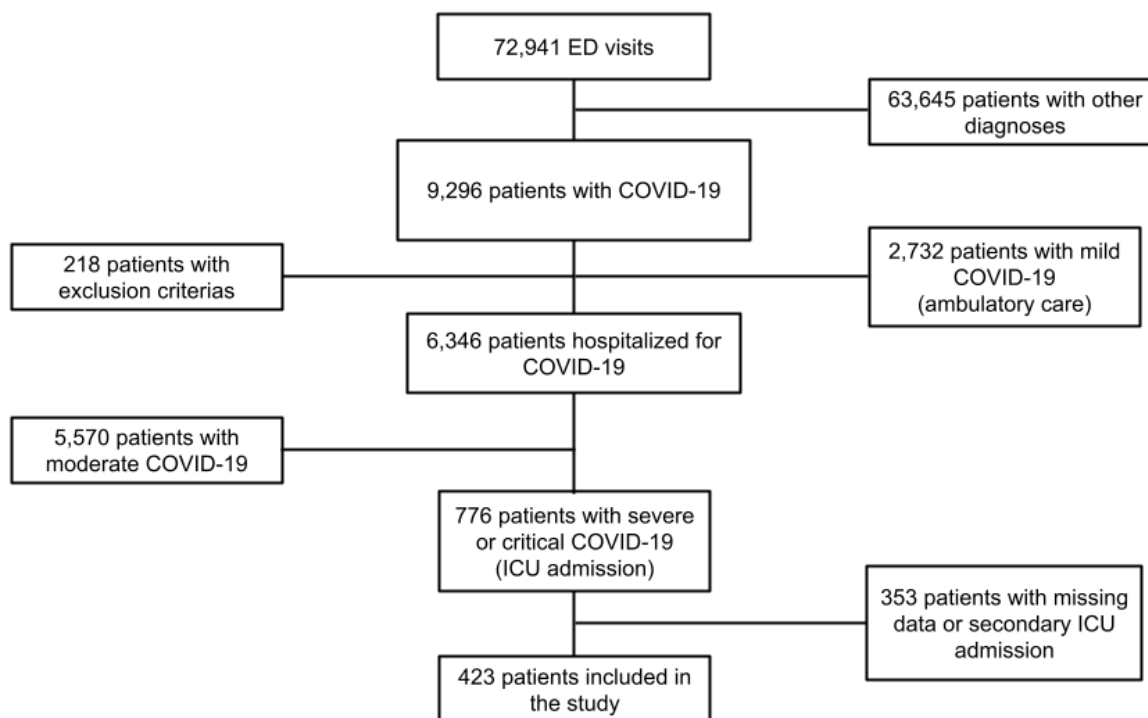 72,941 ED visits
63,645 patients with other
diagnoses
9,296 patients with COVID-19
218 patients with
exclusion criterias
2,732 patients with mild
COVID-19
(ambulatory care)
6,346 patients hospitalized for
COVID-19
5,570 patients with
moderate COVID-19
776 patients with severe
or critical COVID-19
(ICU admission)
353 patients with missing
data or secondary ICU
admission
423 patients included in
the study